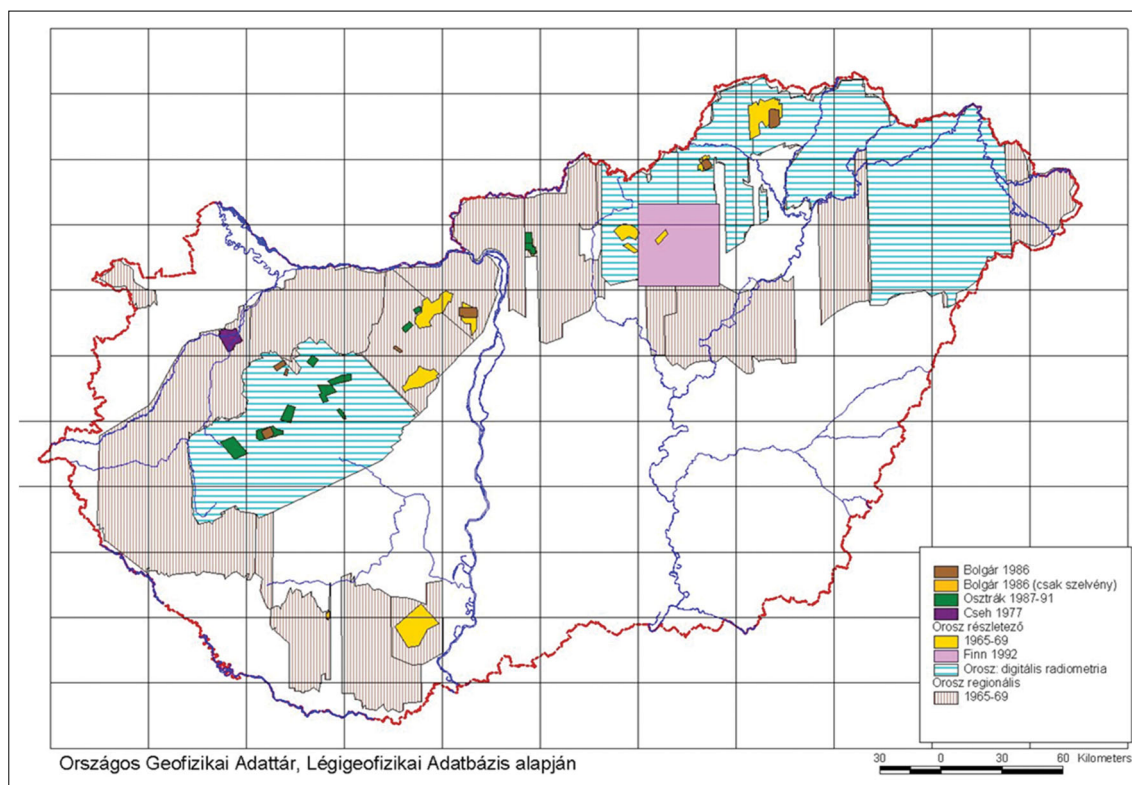 Bolgár 1986
Bolgár 1986 (csak szelvény)
Osztrák 1987-91
Cseh 1977
Orosz részletező
1965-69
Finn 1992
Orosz: digitális radiometria
Orosz regionális
1965-69
Országos Geofizikai Adattár, Légigeofizikai Adatbázis alapján
30 0 30 60 Kilometers